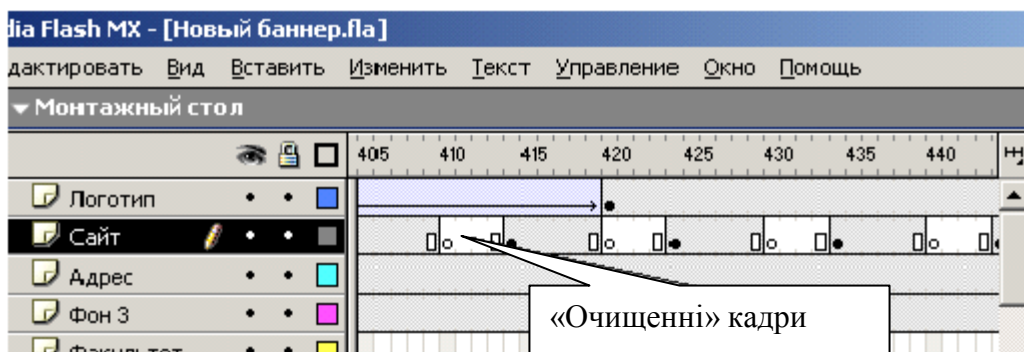 dia Flash MX - [Новый баннер.fla]
дактировать Вид Вставить Изменить Текст Управление Окно Помощь
Монтажный стол
405 410 415 420 425 430 435 440
Логотип
Сайт
Адрес
Фон 3
Факультет
«Очищенні» кадри